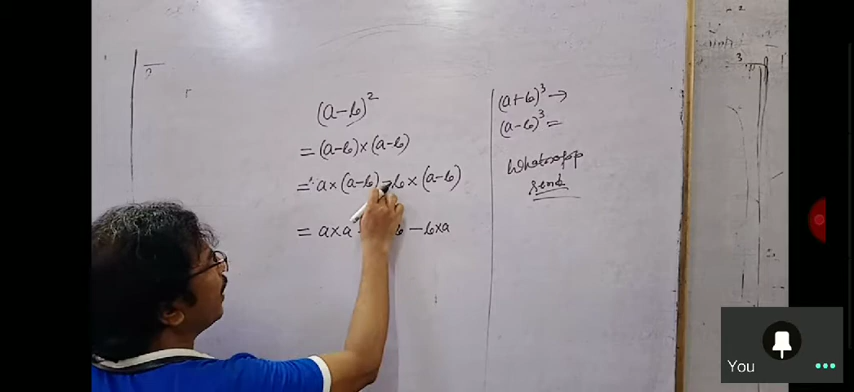 (a-b)²
= (a-b)×(a-b)
= a×(a-b)-b×(a-b)
= a×a - b - b×a
(a+b)³ →
(a-b)³ =
Whatsapp
send
You